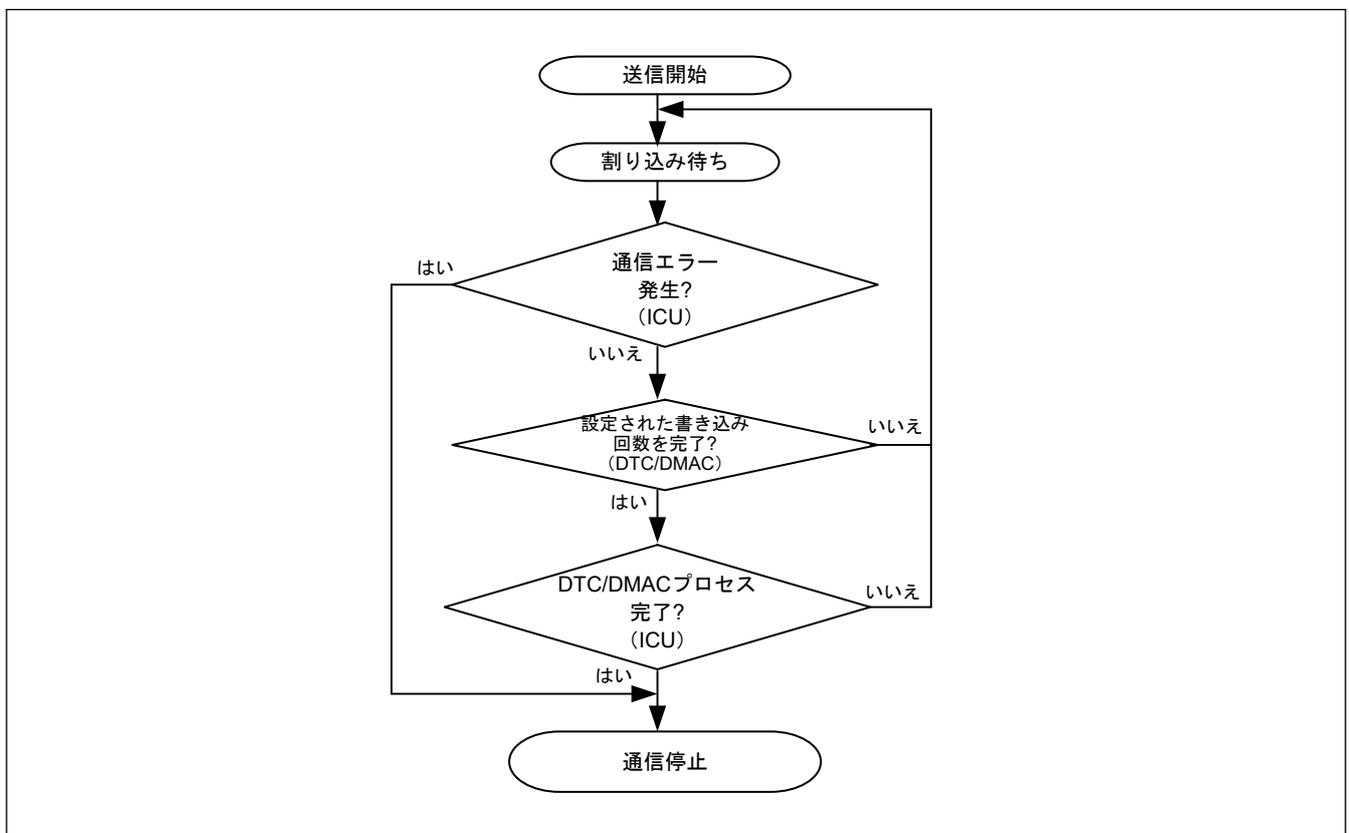 送信開始
割り込み待ち
はい
通信エラー
発生?
（ICU）
いいえ
設定された書き込み
回数を完了?
（DTC/DMAC）
いいえ
はい
DTC/DMACプロセス
完了?
（ICU）
いいえ
はい
通信停止